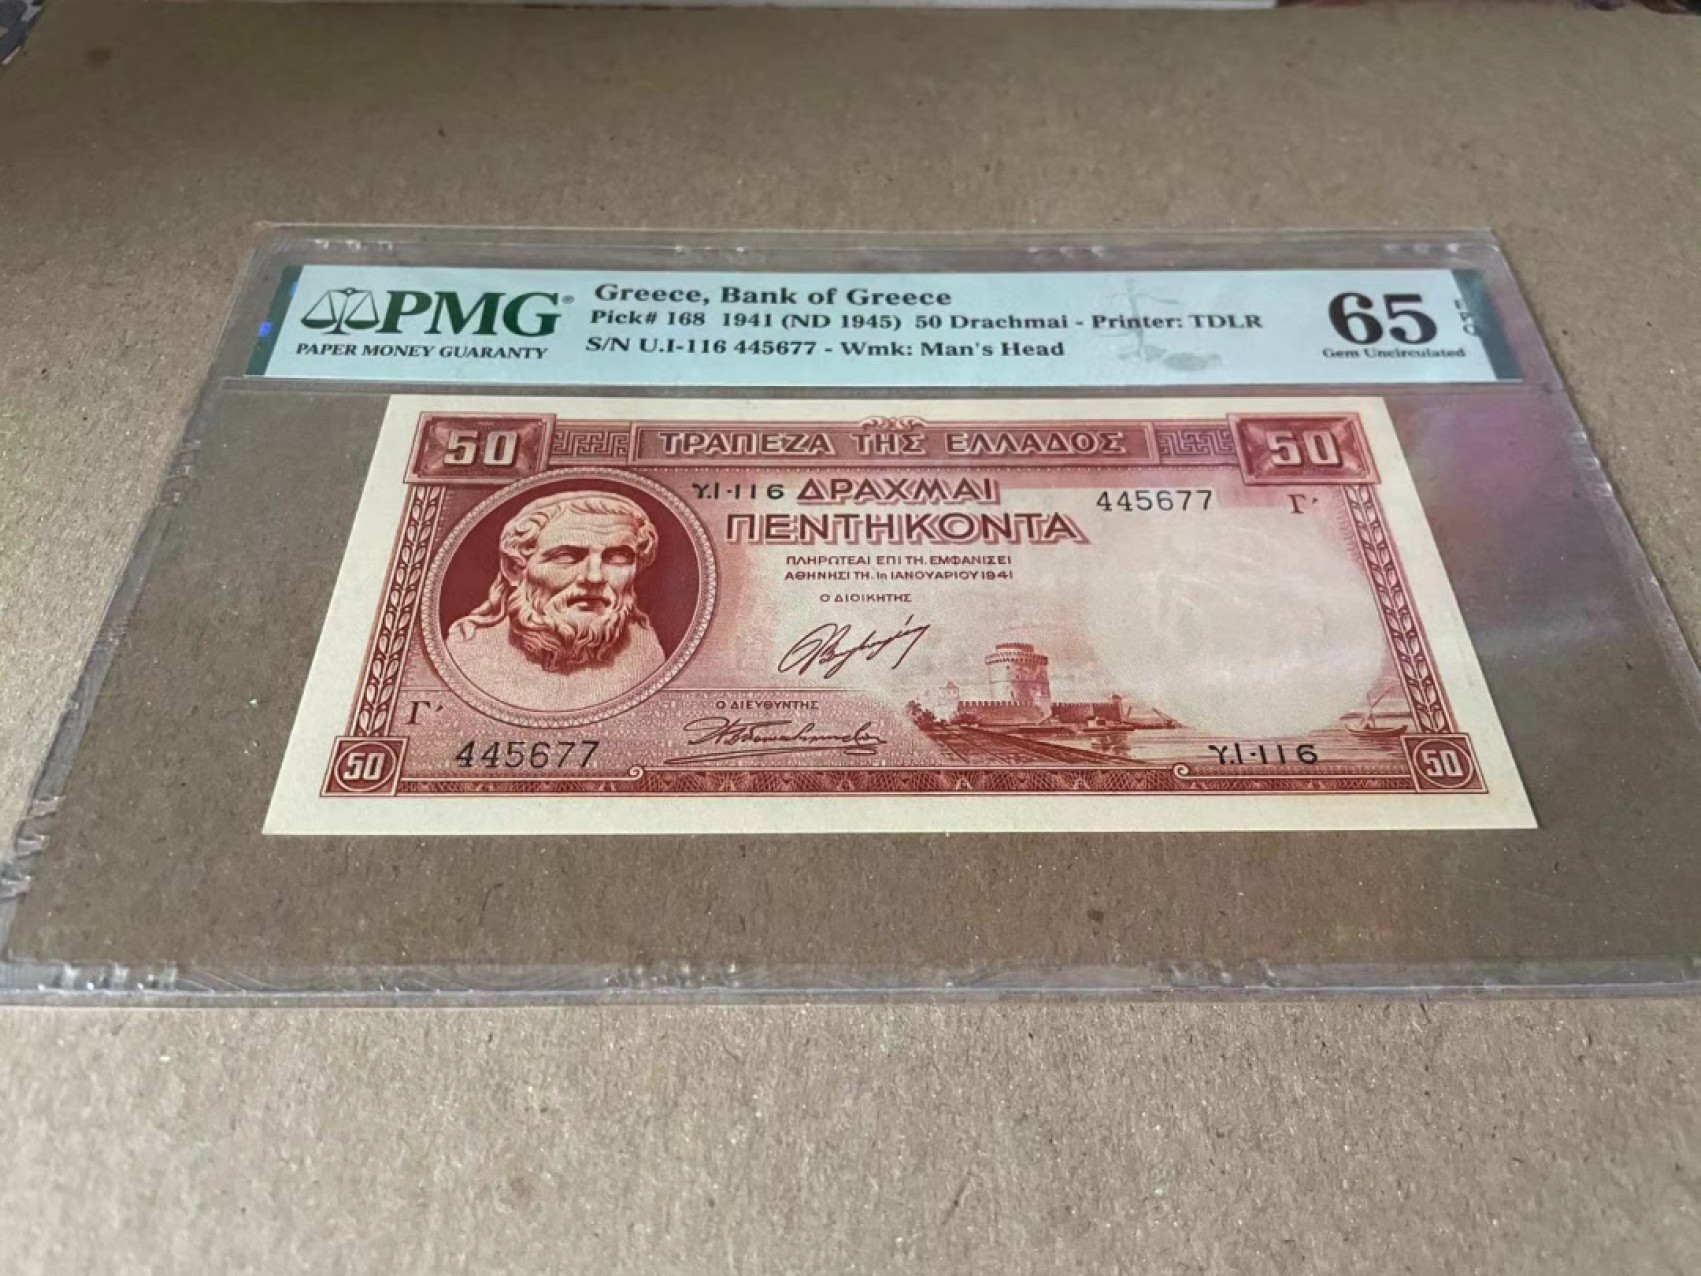 PMG®
PAPER MONEY GUARANTY
Greece, Bank of Greece
Pick# 168 1941 (ND 1945) 50 Drachmai - Printer: TDLR
S/N U.I-116 445677 - Wmk: Man's Head
65
Gem Uncirculated
50 ΤΡΑΠΕΖΑ ΤΗΣ ΕΛΛΑΔΟΣ 50
Υ.Ι-116 ΔΡΑΧΜΑΙ 445677 Γ΄
ΠΕΝΤΗΚΟΝΤΑ
ΠΛΗΡΩΤΕΑΙ ΕΠΙ ΤΗ. ΕΜΦΑΝΙΣΕΙ
ΑΘΗΝΗΣΙ ΤΗ. 1η ΙΑΝΟΥΑΡΙΟΥ 1941
Ο ΔΙΟΙΚΗΤΗΣ
Γ΄ Ο ΔΙΕΥΘΥΝΤΗΣ
445677 Υ.Ι-116
50 50